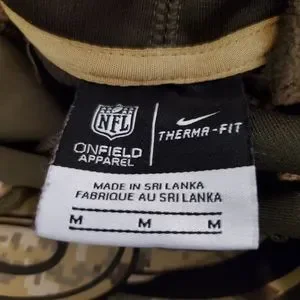 NFL
ONFIELD
APPAREL
THERMA-FIT
MADE IN SRI LANKA
FABRIQUE AU SRI LANKA
M M M